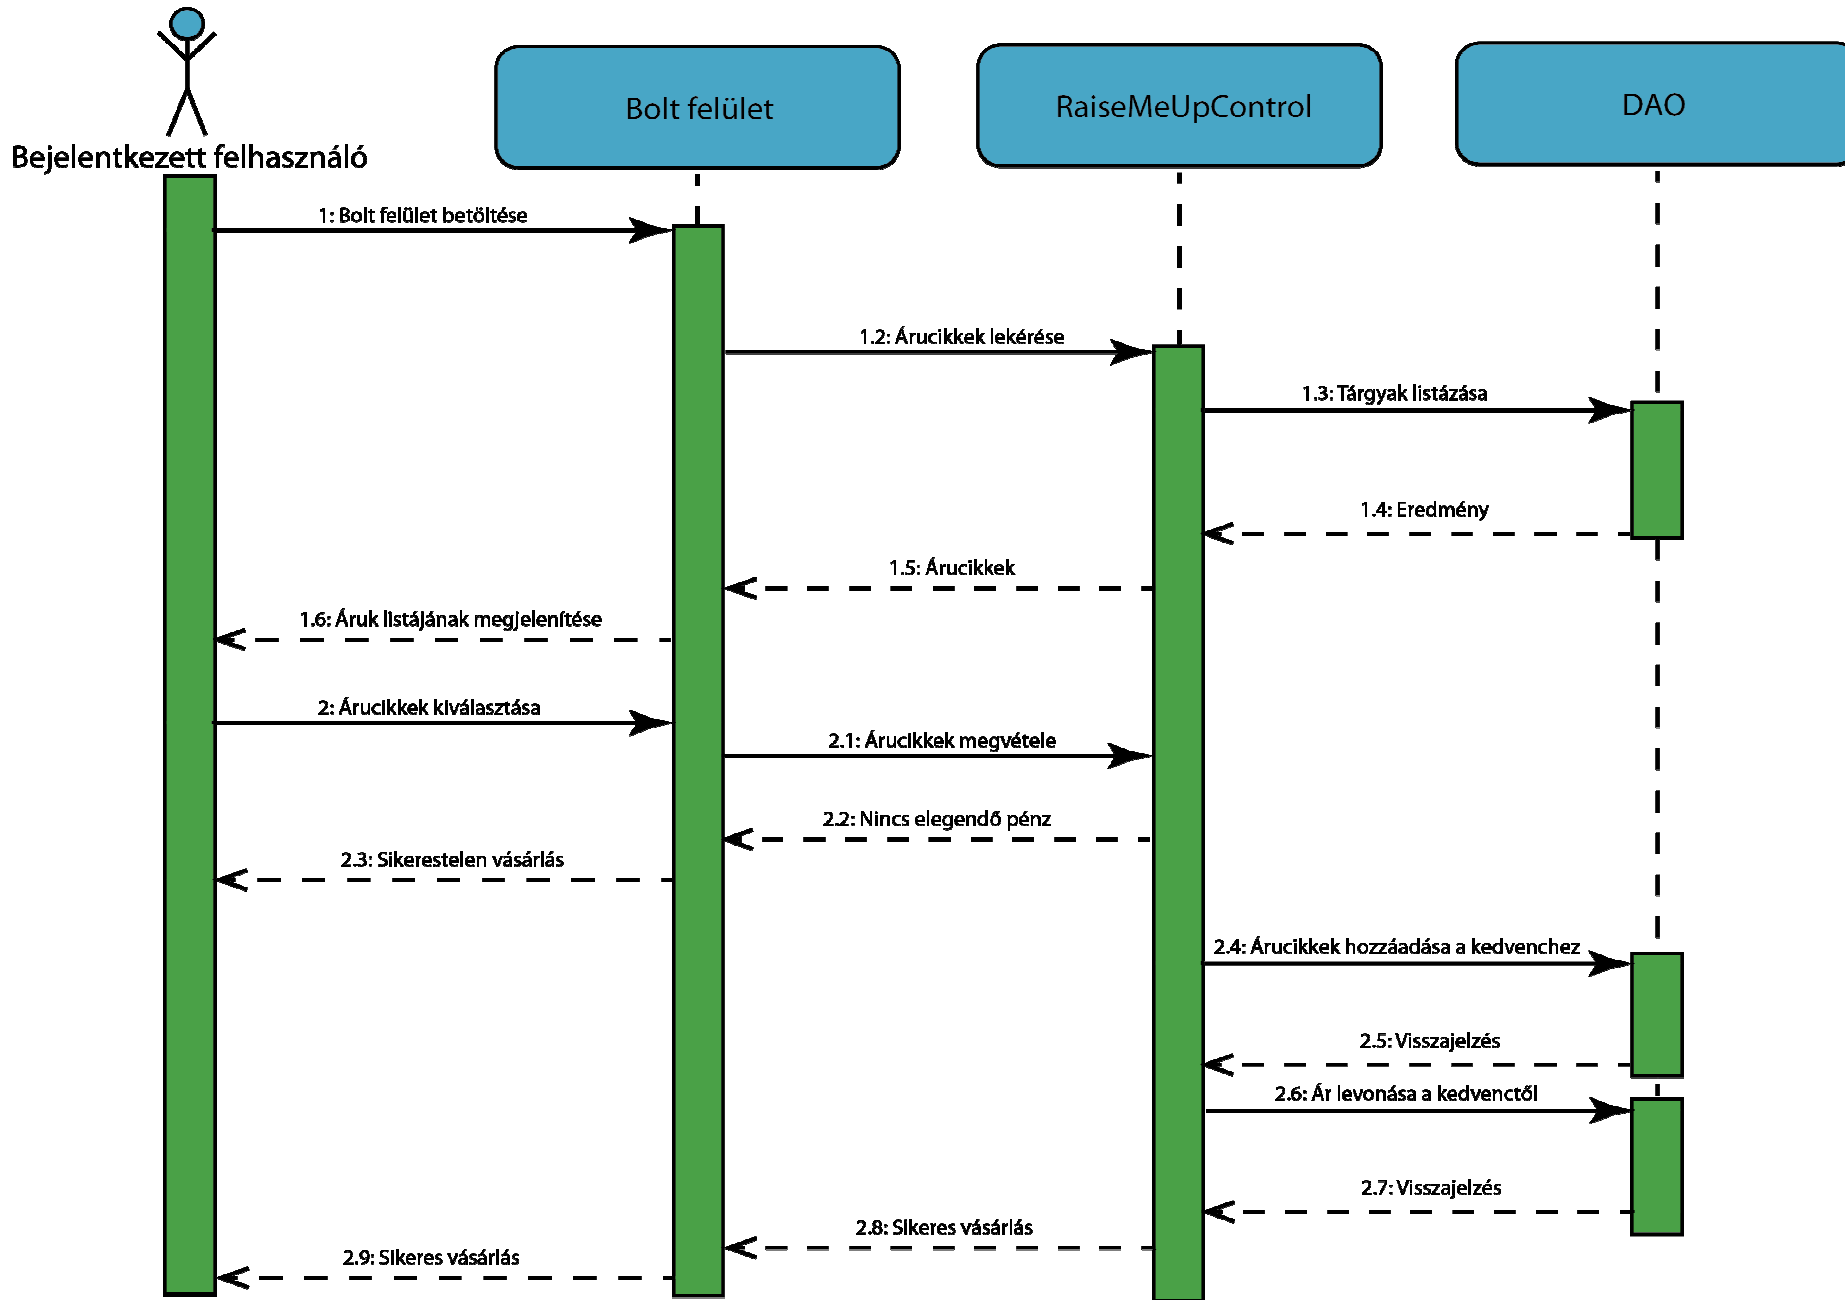 Bolt felület
RaiseMeUpControl
DAO
Bejelentkezett felhasználó
1: Bolt felület betöltése
1.2: Árucikkek lekérése
1.3: Tárgyak listázása
1.4: Eredmény
1.5: Árucikkek
1.6: Áruk listájának megjelenítése
2: Árucikkek kiválasztása
2.1: Árucikkek megvétele
2.2: Nincs elegendő pénz
2.3: Sikerestelen vásárlás
2.4: Árucikkek hozzáadása a kedvenchez
2.5: Visszajelzés
2.6: Ár levonása a kedvenctől
2.7: Visszajelzés
2.8: Sikeres vásárlás
2.9: Sikeres vásárlás